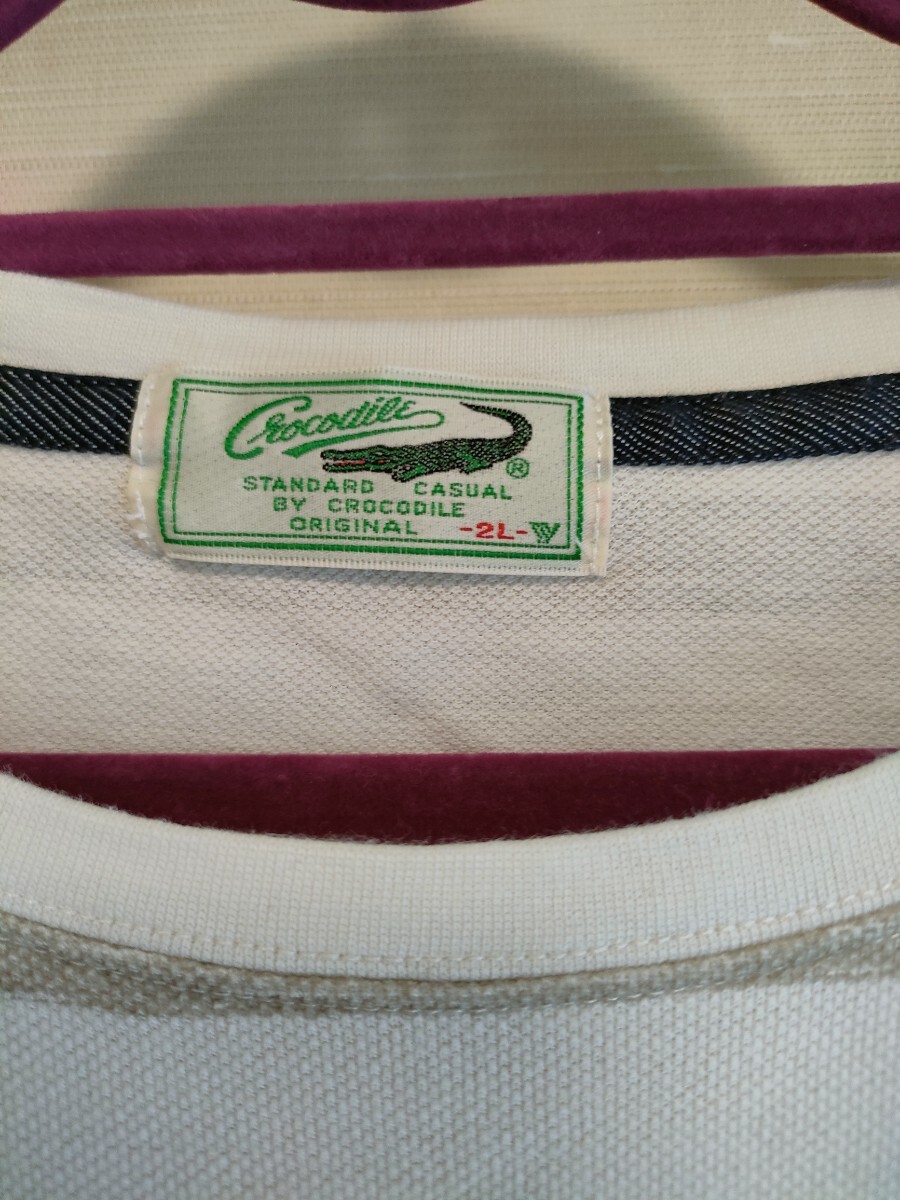 Crocodile
®
STANDARD CASUAL
BY CROCODILE
ORIGINAL -2L-